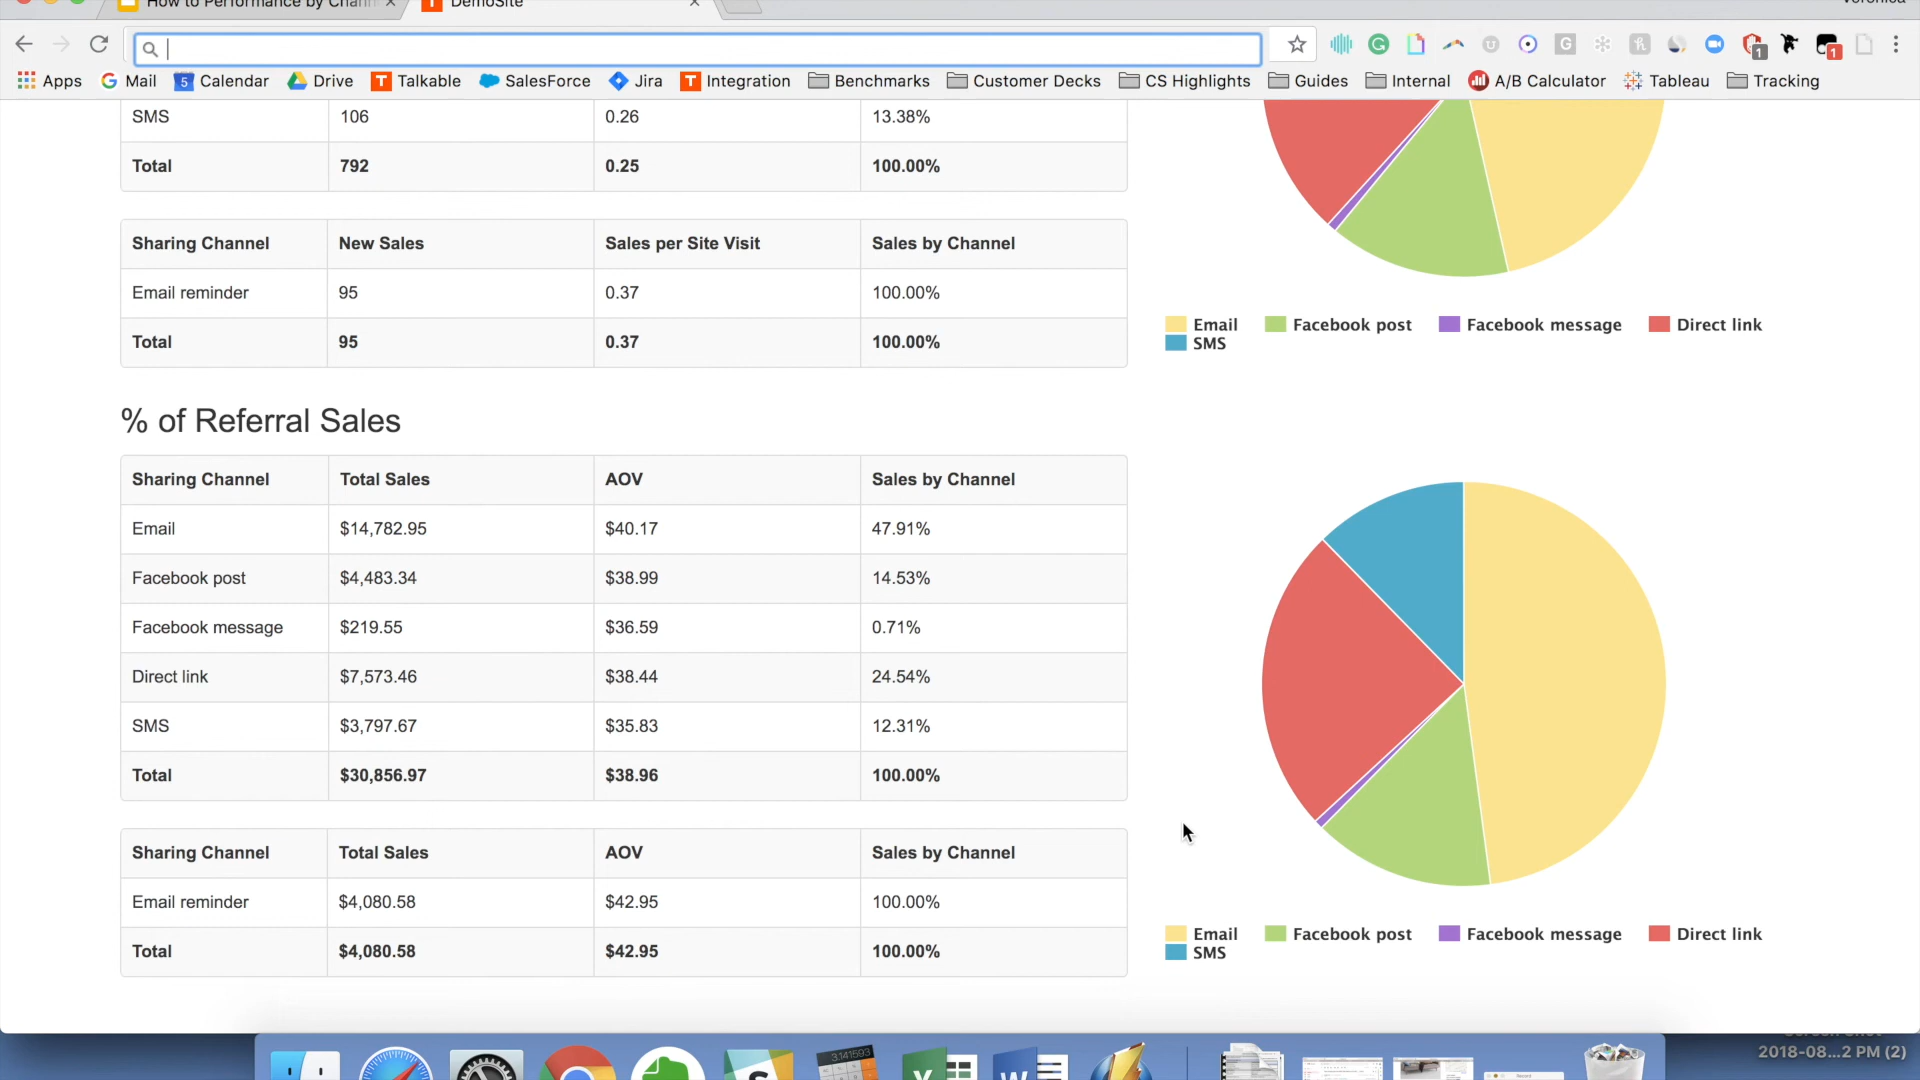 How to Performance by Chann
DemoSite
Veronica
Apps Mail Calendar Drive Talkable SalesForce Jira Integration Benchmarks Customer Decks CS Highlights Guides Internal A/B Calculator Tableau Tracking
SMS 106 0.26 13.38%
Total 792 0.25 100.00%
Sharing Channel New Sales Sales per Site Visit Sales by Channel
Email reminder 95 0.37 100.00%
Total 95 0.37 100.00%
Email Facebook post Facebook message Direct link
SMS
% of Referral Sales
Sharing Channel Total Sales AOV Sales by Channel
Email $14,782.95 $40.17 47.91%
Facebook post $4,483.34 $38.99 14.53%
Facebook message $219.55 $36.59 0.71%
Direct link $7,573.46 $38.44 24.54%
SMS $3,797.67 $35.83 12.31%
Total $30,856.97 $38.96 100.00%
Sharing Channel Total Sales AOV Sales by Channel
Email reminder $4,080.58 $42.95 100.00%
Total $4,080.58 $42.95 100.00%
Email Facebook post Facebook message Direct link
SMS
3.141593
2018-08...2 PM (2)